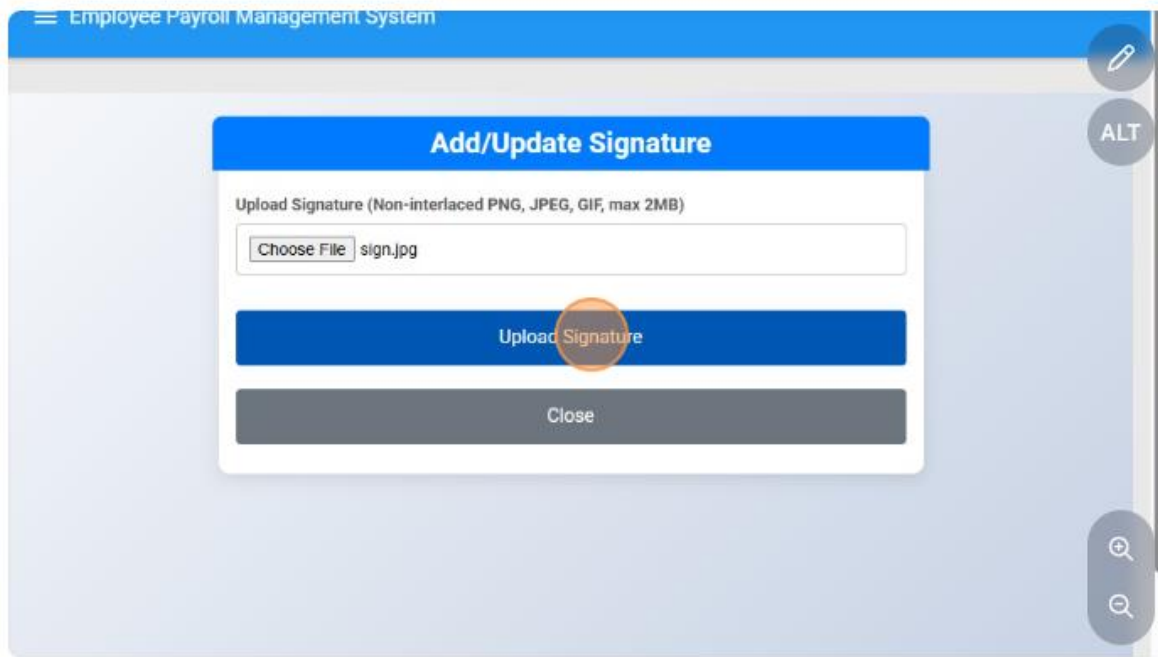 Employee Payroll Management System
ALT
Add/Update Signature
Upload Signature (Non-interlaced PNG, JPEG, GIF, max 2MB)
Choose File sign.jpg
Upload Signature
Close